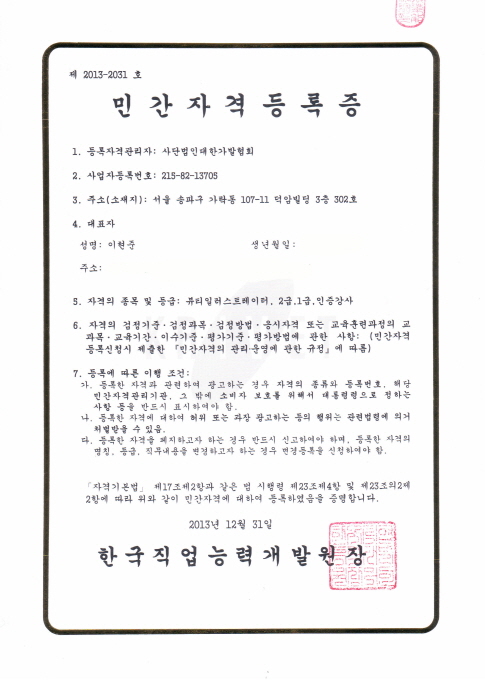 제 2013-2031 호
민간자격등록증
1. 등록자격관리자: 사단법인대한가발협회
2. 사업자등록번호: 215-82-13705
3. 주소(소재지): 서울 송파구 가락동 107-11 덕암빌딩 3층 302호
4. 대표자
성명: 이현준 생년월일:
주소:
5. 자격의 종목 및 등급: 뷰티일러스트레이터, 2급,1급,인증강사
6. 자격의 검정기준·검정과목·검정방법·응시자격 또는 교육훈련과정의 교
과목·교육기간·이수기준·평가기준·평가방법에 관한 사항: (민간자격
등록신청시 제출한 「민간자격의 관리·운영에 관한 규정」에 따름)
7. 등록에 따른 이행 조건:
가. 등록한 자격과 관련하여 광고하는 경우 자격의 종류와 등록번호, 해당
민간자격관리기관, 그 밖에 소비자 보호를 위해서 대통령령으로 정하는
사항 등을 반드시 표시하여야 함.
나. 등록한 자격에 대하여 허위 또는 과장 광고하는 등의 행위는 관련법령에 의거
처벌받을 수 있음.
다. 등록한 자격을 폐지하고자 하는 경우 반드시 신고하여야 하며, 등록한 자격의
명칭, 등급, 직무내용을 변경하고자 하는 경우 변경등록을 신청하여야 함.
「자격기본법」 제17조제2항과 같은 법 시행령 제23조제4항 및 제23조의2제
2항에 따라 위와 같이 민간자격에 대하여 등록하였음을 증명합니다.
2013년 12월 31일
한국직업능력개발원장